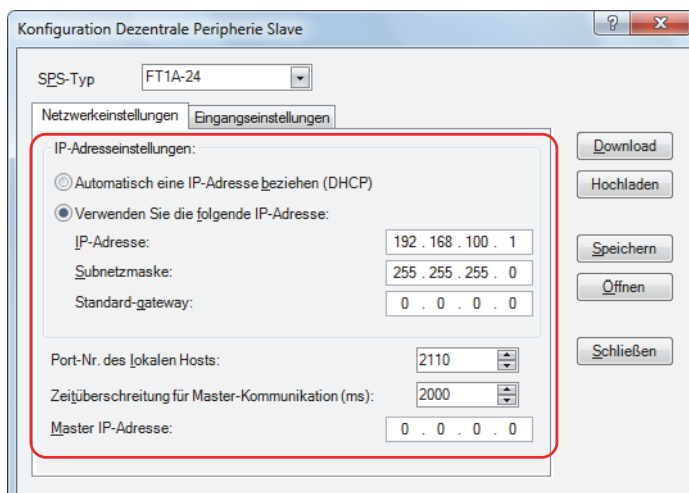 Konfiguration Dezentrale Peripherie Slave
SPS-Typ FT1A-24
Netzwerkeinstellungen Eingangseinstellungen
IP-Adresseinstellungen:
Automatisch eine IP-Adresse beziehen (DHCP)
Verwenden Sie die folgende IP-Adresse:
IP-Adresse: 192 . 168 . 100 . 1
Subnetzmaske: 255 . 255 . 255 . 0
Standard-gateway: 0 . 0 . 0 . 0
Port-Nr. des lokalen Hosts: 2110
Zeitüberschreitung für Master-Kommunikation (ms): 2000
Master IP-Adresse: 0 . 0 . 0 . 0
Download
Hochladen
Speichern
Öffnen
Schließen